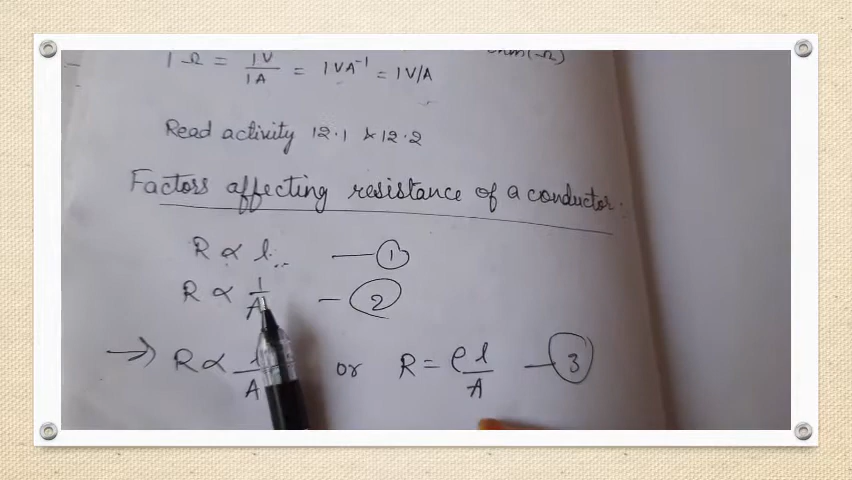 ohm(Ω)
1 Ω = 1V/1A = 1VA⁻¹ = 1V/A
Read activity 12.1 & 12.2
Factors affecting resistance of a conductor.
R ∝ l — ①
R ∝ 1/A — ②
→ R ∝ l/A or R = ρ l/A — ③